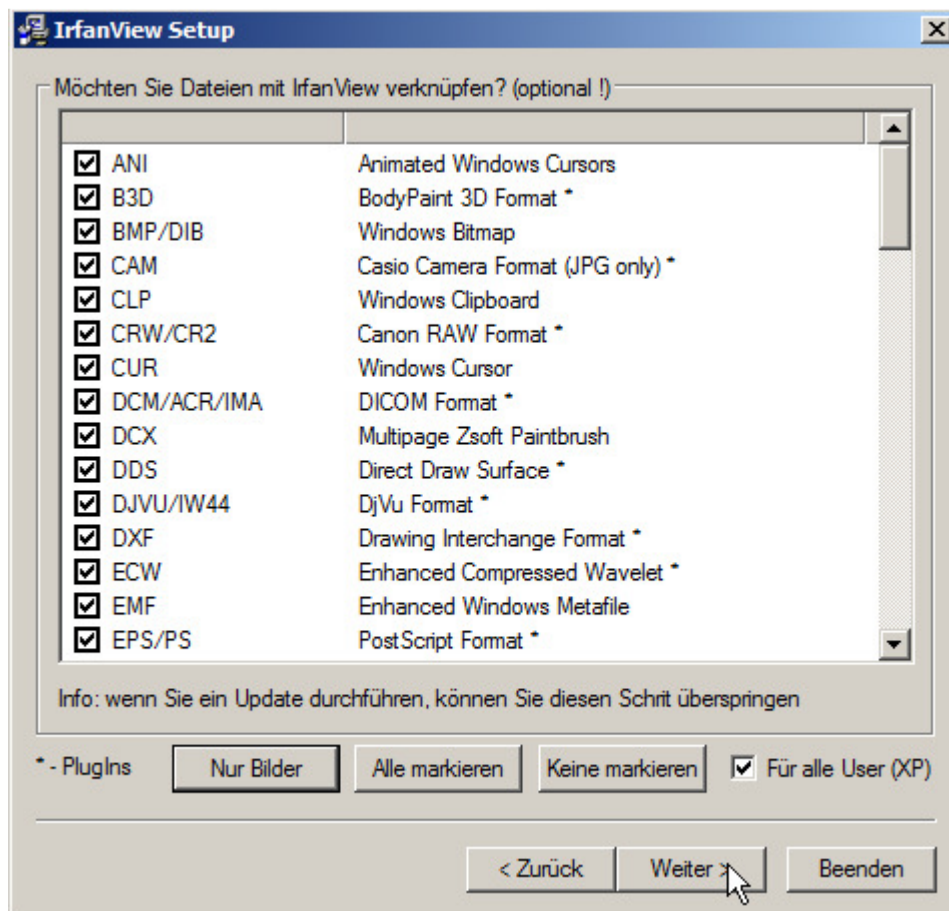 IrfanView Setup
Möchten Sie Dateien mit IrfanView verknüpfen? (optional !)
ANI Animated Windows Cursors
B3D BodyPaint 3D Format *
BMP/DIB Windows Bitmap
CAM Casio Camera Format (JPG only) *
CLP Windows Clipboard
CRW/CR2 Canon RAW Format *
CUR Windows Cursor
DCM/ACR/IMA DICOM Format *
DCX Multipage Zsoft Paintbrush
DDS Direct Draw Surface *
DJVU/IW44 DjVu Format *
DXF Drawing Interchange Format *
ECW Enhanced Compressed Wavelet *
EMF Enhanced Windows Metafile
EPS/PS PostScript Format *
Info: wenn Sie ein Update durchführen, können Sie diesen Schrit überspringen
* - PlugIns Nur Bilder Alle markieren Keine markieren Für alle User (XP)
< Zurück Weiter > Beenden